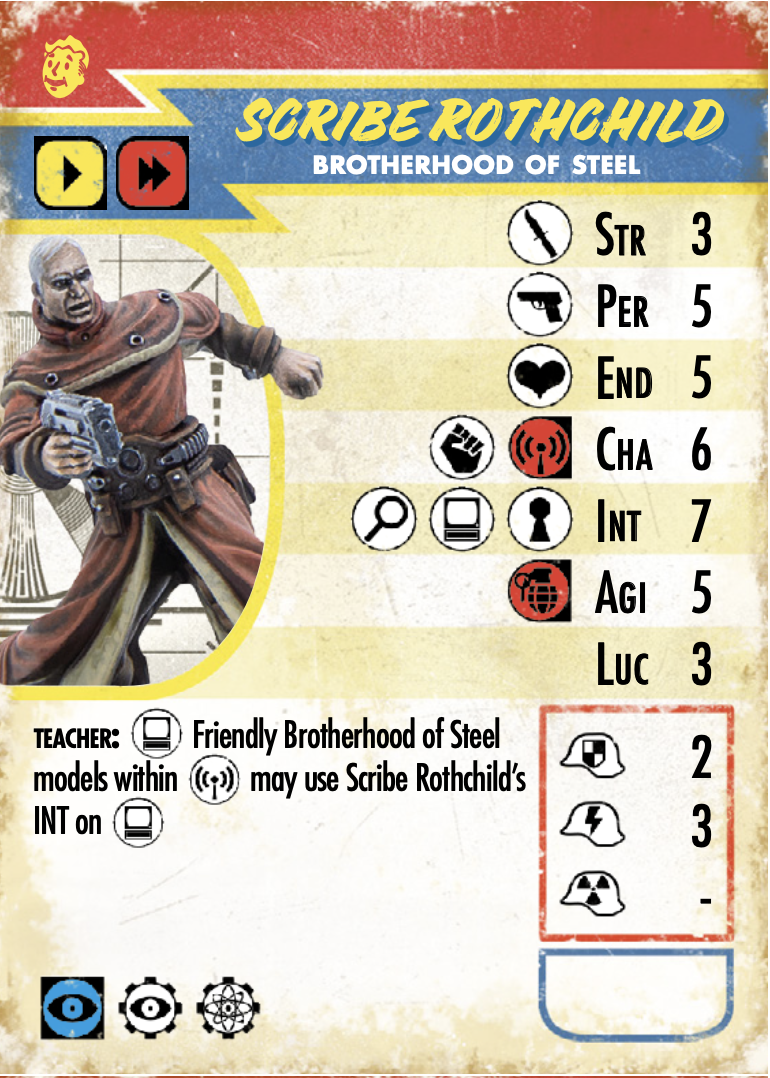 SCRIBE ROTHCHILD
BROTHERHOOD OF STEEL
STR 3
PER 5
END 5
CHA 6
INT 7
AGI 5
LUC 3
TEACHER: Friendly Brotherhood of Steel
models within may use Scribe Rothchild's
INT on
2
3
-